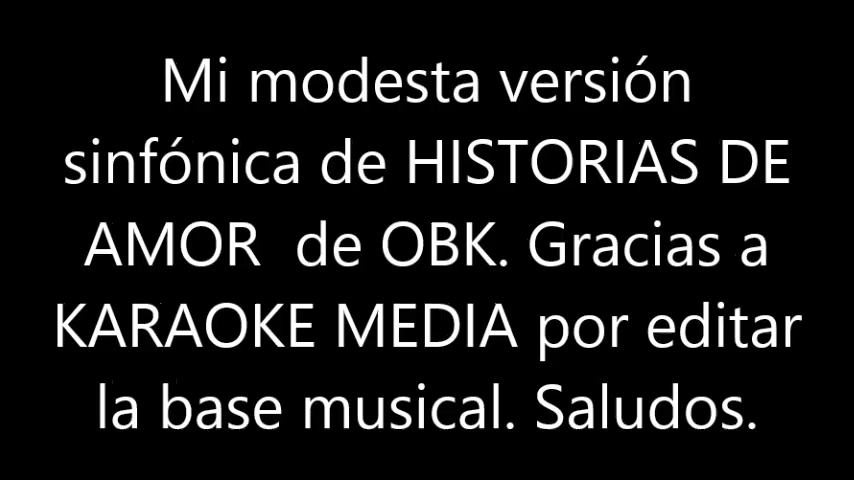 Mi modesta versión
sinfónica de HISTORIAS DE
AMOR de OBK. Gracias a
KARAOKE MEDIA por editar
la base musical. Saludos.